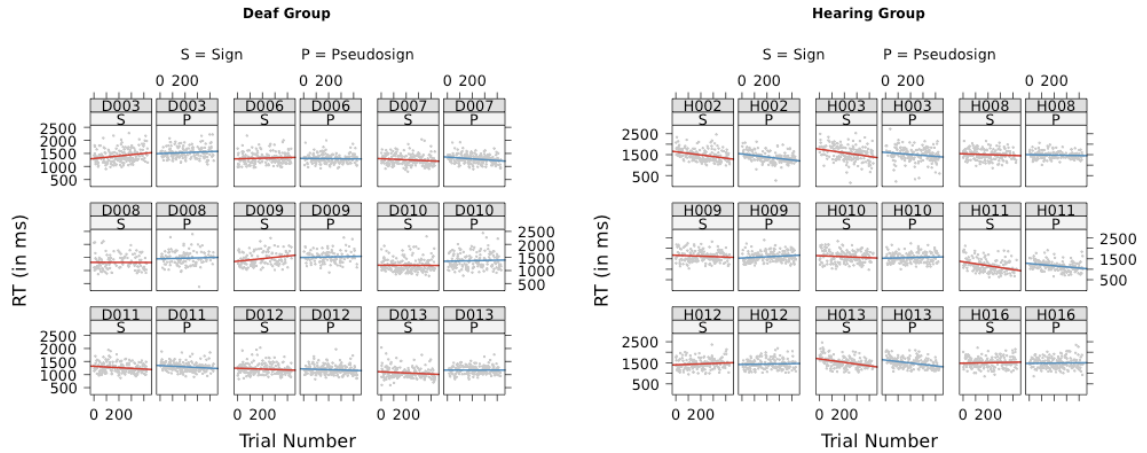 Deaf Group
S = Sign P = Pseudosign
0 200 0 200
D003 D003 D006 D006 D007 D007
S P S P S P
2500
2000
1500
1000
500
D008 D008 D009 D009 D010 D010
S P S P S P
2500
2000
1500
1000
500
D011 D011 D012 D012 D013 D013
S P S P S P
2500
2000
1500
1000
500
0 200 0 200 0 200
RT (in ms)
Trial Number
Hearing Group
S = Sign P = Pseudosign
0 200 0 200 0 200
H002 H002 H003 H003 H008 H008
S P S P S P
2500
1500
500
H009 H009 H010 H010 H011 H011
S P S P S P
2500
1500
500
H012 H012 H013 H013 H016 H016
S P S P S P
2500
1500
500
0 200 0 200 0 200
RT (in ms)
Trial Number